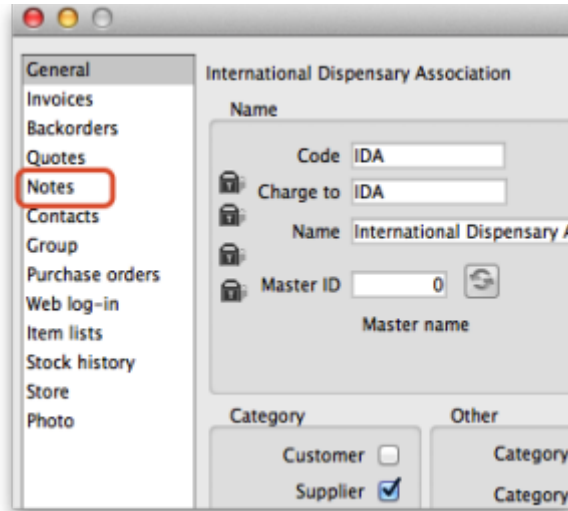 General
Invoices
Backorders
Quotes
Notes
Contacts
Group
Purchase orders
Web log-in
Item lists
Stock history
Store
Photo
International Dispensary Association
Name
Code IDA
Charge to IDA
Name International Dispensary A
Master ID 0
Master name
Category
Customer
Supplier
Other
Category
Category